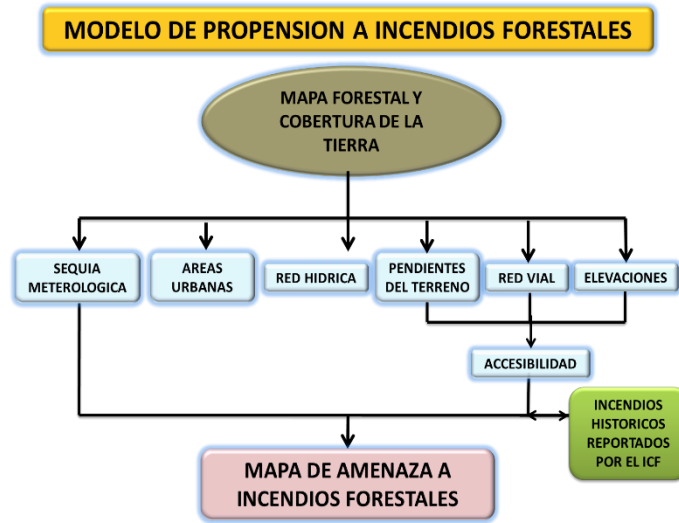 MODELO DE PROPENSION A INCENDIOS FORESTALES
MAPA FORESTAL Y
COBERTURA DE LA
TIERRA
SEQUIA
METEROLOGICA
AREAS
URBANAS
RED HIDRICA
PENDIENTES
DEL TERRENO
RED VIAL
ELEVACIONES
ACCESIBILIDAD
INCENDIOS
HISTORICOS
REPORTADOS
POR EL ICF
MAPA DE AMENAZA A
INCENDIOS FORESTALES